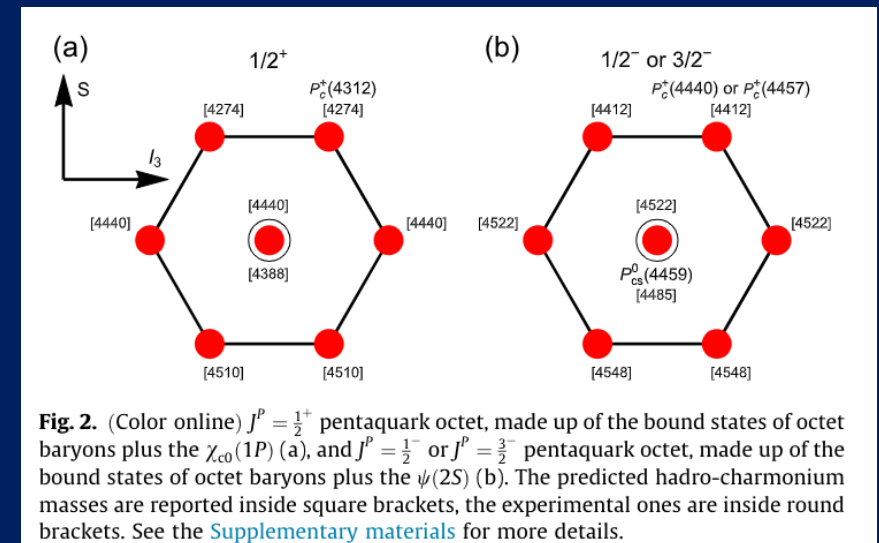 (a)
1/2⁺
S
I₃
P꜀⁺(4312)
[4274]
[4274]
[4440]
[4440]
[4440]
[4388]
[4510]
[4510]
(b)
1/2⁻ or 3/2⁻
P꜀⁺(4440) or P꜀⁺(4457)
[4412]
[4412]
[4522]
[4522]
[4522]
P⁰cs(4459)
[4485]
[4548]
[4548]
Fig. 2. (Color online) Jᴾ = 1/2⁺ pentaquark octet, made up of the bound states of octet
baryons plus the χc0(1P) (a), and Jᴾ = 1/2⁻ or Jᴾ = 3/2⁻ pentaquark octet, made up of the
bound states of octet baryons plus the ψ(2S) (b). The predicted hadro-charmonium
masses are reported inside square brackets, the experimental ones are inside round
brackets. See the Supplementary materials for more details.